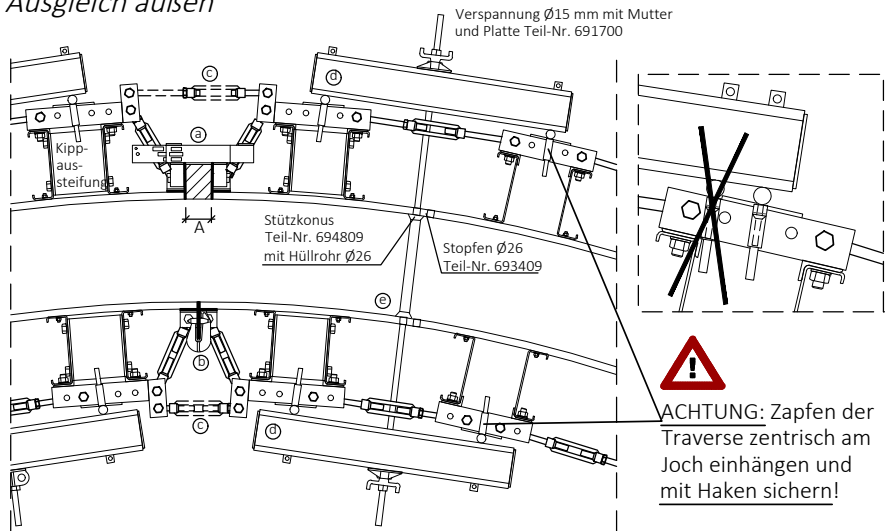 Ausgleich außen
Verspannung Ø15 mm mit Mutter
und Platte Teil-Nr. 691700
c
d
a
Kipp-
aus-
steifung
A
Stützkonus
Teil-Nr. 694809
mit Hüllrohr Ø26
Stopfen Ø26
Teil-Nr. 693409
e
b
c
d
!
ACHTUNG: Zapfen der
Traverse zentrisch am
Joch einhängen und
mit Haken sichern!